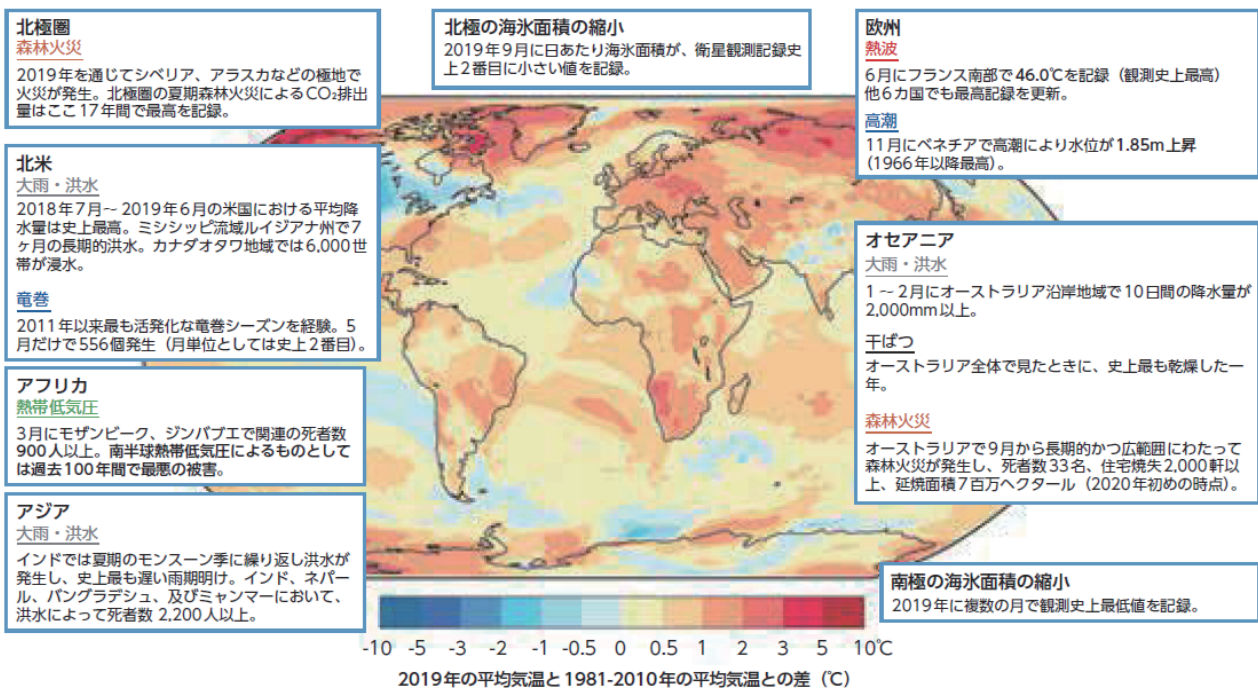 北極圏
森林火災
2019年を通じてシベリア、アラスカなどの極地で
火災が発生。北極圏の夏期森林火災によるCO₂排出
量はここ17年間で最高を記録。
北極の海氷面積の縮小
2019年9月に日あたり海氷面積が、衛星観測記録史
上2番目に小さい値を記録。
欧州
熱波
6月にフランス南部で46.0℃を記録（観測史上最高）
他6カ国でも最高記録を更新。
高潮
11月にベネチアで高潮により水位が1.85m上昇
（1966年以降最高）。
北米
大雨・洪水
2018年7月～2019年6月の米国における平均降
水量は史上最高。ミシシッピ流域ルイジアナ州で7
ヶ月の長期的洪水。カナダオタワ地域では6,000世
帯が浸水。
竜巻
2011年以来最も活発化な竜巻シーズンを経験。5
月だけで556個発生（月単位としては史上2番目）。
オセアニア
大雨・洪水
1～2月にオーストラリア沿岸地域で10日間の降水量が
2,000mm以上。
干ばつ
オーストラリア全体で見たときに、史上最も乾燥した一
年。
森林火災
オーストラリアで9月から長期的かつ広範囲にわたって
森林火災が発生し、死者数33名、住宅焼失2,000軒以
上、延焼面積7百万ヘクタール（2020年初めの時点）。
アフリカ
熱帯低気圧
3月にモザンビーク、ジンバブエで関連の死者数
900人以上。南半球熱帯低気圧によるものとして
は過去100年間で最悪の被害。
アジア
大雨・洪水
インドでは夏期のモンスーン季に繰り返し洪水が
発生し、史上最も遅い雨期明け。インド、ネパー
ル、バングラデシュ、及びミャンマーにおいて、
洪水によって死者数 2,200人以上。
南極の海氷面積の縮小
2019年に複数の月で観測史上最低値を記録。
-10 -5 -3 -2 -1 -0.5 0 0.5 1 2 3 5 10℃
2019年の平均気温と1981-2010年の平均気温との差（℃）